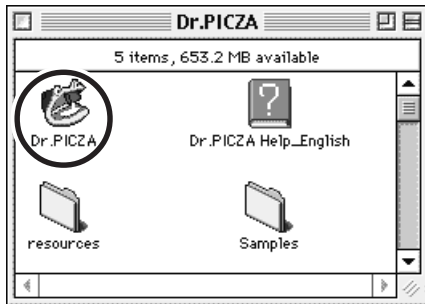 Dr.PICZA
5 items, 653.2 MB available
?
Dr.PICZA
Dr.PICZA Help_English
resources
Samples